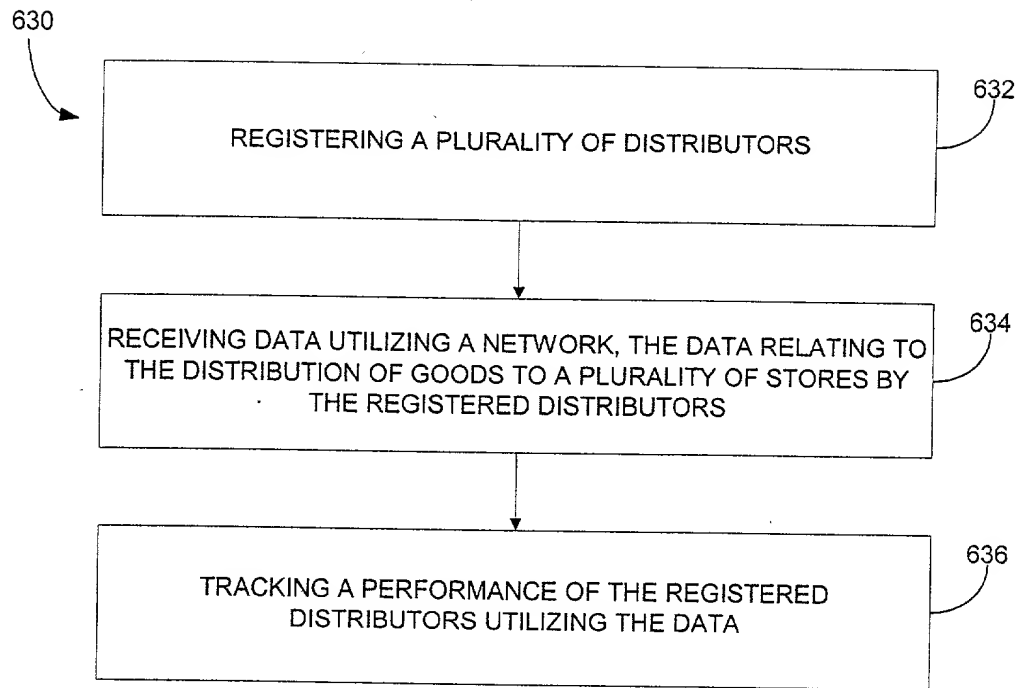 630
632
REGISTERING A PLURALITY OF DISTRIBUTORS
634
RECEIVING DATA UTILIZING A NETWORK, THE DATA RELATING TO
THE DISTRIBUTION OF GOODS TO A PLURALITY OF STORES BY
THE REGISTERED DISTRIBUTORS
636
TRACKING A PERFORMANCE OF THE REGISTERED
DISTRIBUTORS UTILIZING THE DATA